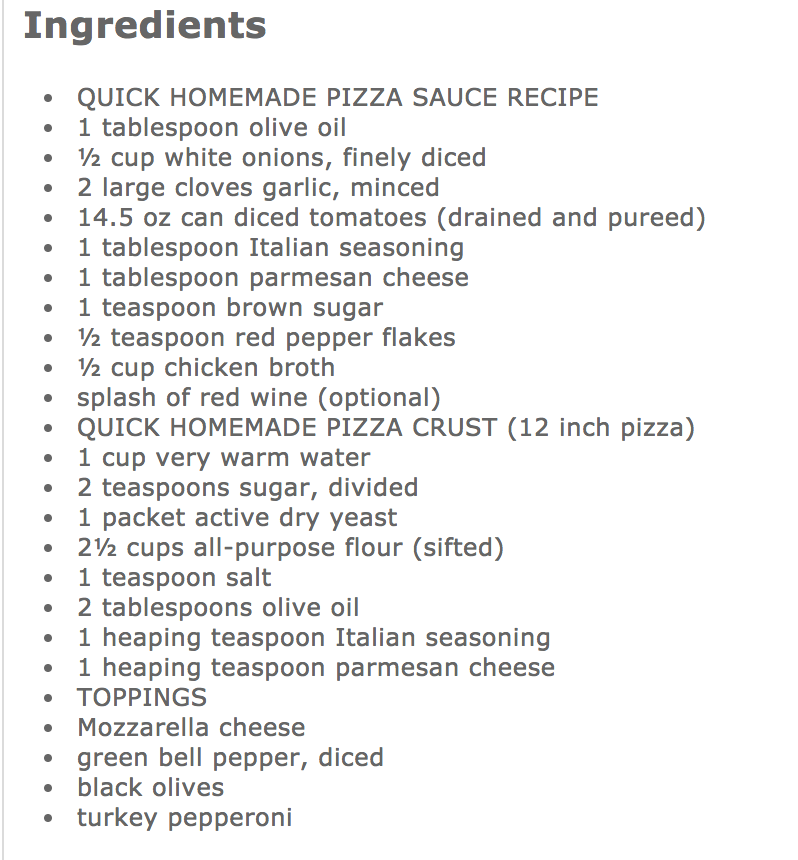 Ingredients
• QUICK HOMEMADE PIZZA SAUCE RECIPE
• 1 tablespoon olive oil
• ½ cup white onions, finely diced
• 2 large cloves garlic, minced
• 14.5 oz can diced tomatoes (drained and pureed)
• 1 tablespoon Italian seasoning
• 1 tablespoon parmesan cheese
• 1 teaspoon brown sugar
• ½ teaspoon red pepper flakes
• ½ cup chicken broth
• splash of red wine (optional)
• QUICK HOMEMADE PIZZA CRUST (12 inch pizza)
• 1 cup very warm water
• 2 teaspoons sugar, divided
• 1 packet active dry yeast
• 2½ cups all-purpose flour (sifted)
• 1 teaspoon salt
• 2 tablespoons olive oil
• 1 heaping teaspoon Italian seasoning
• 1 heaping teaspoon parmesan cheese
• TOPPINGS
• Mozzarella cheese
• green bell pepper, diced
• black olives
• turkey pepperoni